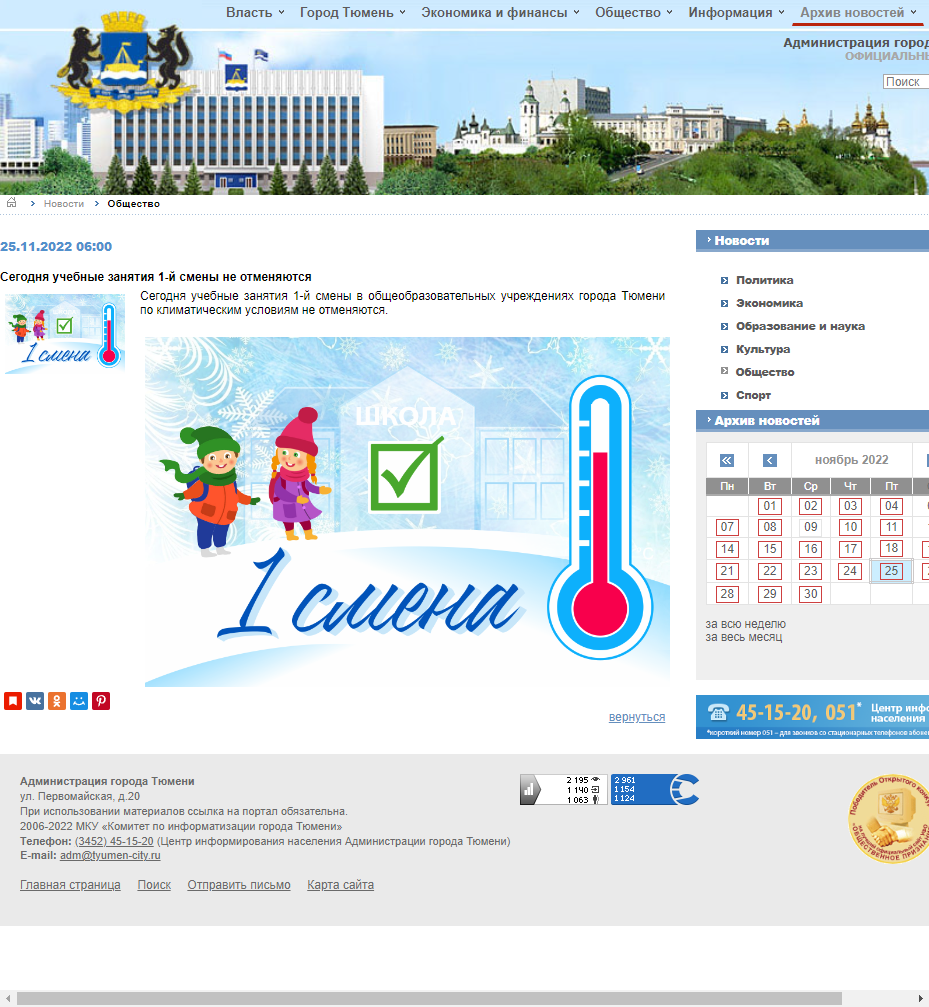 Власть Город Тюмень Экономика и финансы Общество Информация Архив новостей
Администрация город
ОФИЦИАЛЬНЫ
Поиск
Новости Общество
25.11.2022 06:00
Сегодня учебные занятия 1-й смены не отменяются
Сегодня учебные занятия 1-й смены в общеобразовательных учреждениях города Тюмени
по климатическим условиям не отменяются.
1 смена
ШКОЛА
1 смена
вернуться
Новости
Политика
Экономика
Образование и наука
Культура
Общество
Спорт
Архив новостей
ноябрь 2022
Пн Вт Ср Чт Пт
01 02 03 04
07 08 09 10 11
14 15 16 17 18
21 22 23 24 25
28 29 30
за всю неделю
за весь месяц
45-15-20, 051*
Центр инфо
населения
*короткий номер 051 – для звонков со стационарных телефонов абоне
Администрация города Тюмени
ул. Первомайская, д.20
При использовании материалов ссылка на портал обязательна.
2006-2022 МКУ «Комитет по информатизации города Тюмени»
Телефон: (3452) 45-15-20 (Центр информирования населения Администрации города Тюмени)
E-mail: adm@tyumen-city.ru
Главная страница Поиск Отправить письмо Карта сайта
2 195
1 140
1 063
2 961
1 154
1 124
Победитель Открытого